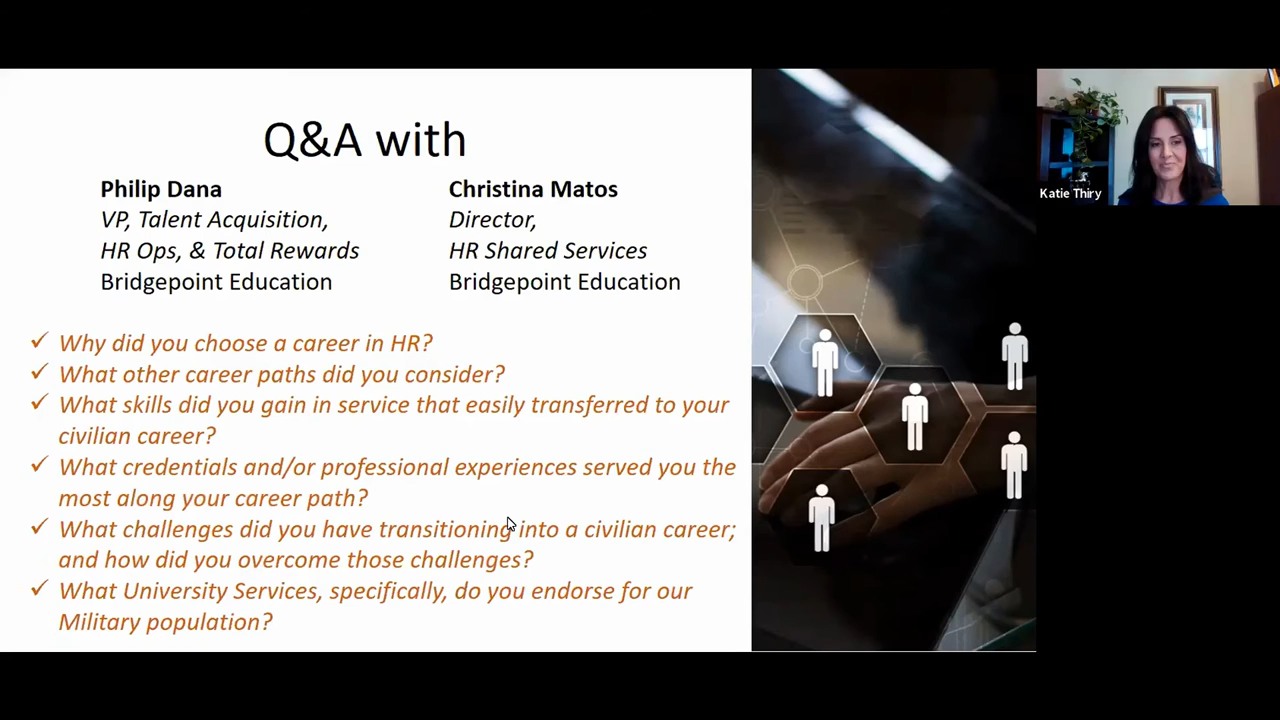 Q&A with
Philip Dana
VP, Talent Acquisition,
HR Ops, & Total Rewards
Bridgepoint Education
Christina Matos
Director,
HR Shared Services
Bridgepoint Education
✓ Why did you choose a career in HR?
✓ What other career paths did you consider?
✓ What skills did you gain in service that easily transferred to your
civilian career?
✓ What credentials and/or professional experiences served you the
most along your career path?
✓ What challenges did you have transitioning into a civilian career;
and how did you overcome those challenges?
✓ What University Services, specifically, do you endorse for our
Military population?
Katie Thiry